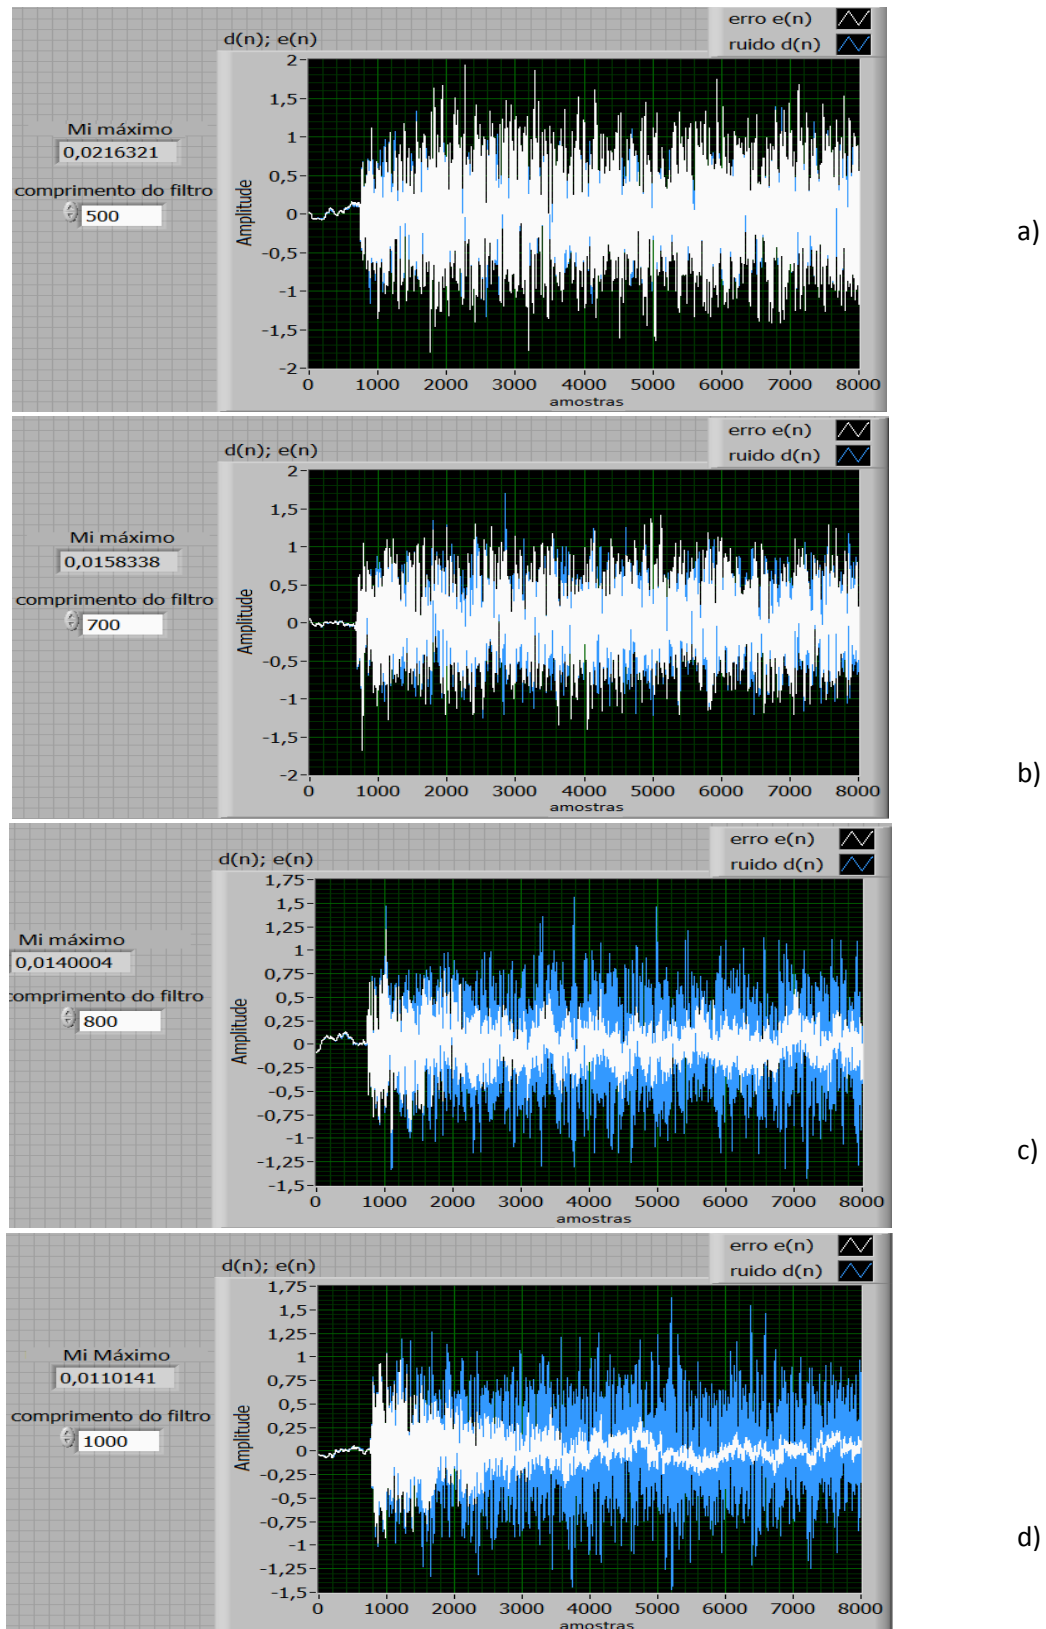 erro e(n)
ruido d(n)
d(n); e(n)
Mi máximo
0,0216321
comprimento do filtro
500
Amplitude
2
1,5
1
0,5
0
-0,5
-1
-1,5
-2
0 1000 2000 3000 4000 5000 6000 7000 8000
amostras
a)
erro e(n)
ruido d(n)
d(n); e(n)
Mi máximo
0,0158338
comprimento do filtro
700
Amplitude
2
1,5
1
0,5
0
-0,5
-1
-1,5
-2
0 1000 2000 3000 4000 5000 6000 7000 8000
amostras
b)
erro e(n)
ruido d(n)
d(n); e(n)
Mi máximo
0,0140004
comprimento do filtro
800
Amplitude
1,75
1,5
1,25
1
0,75
0,5
0,25
0
-0,25
-0,5
-0,75
-1
-1,25
-1,5
0 1000 2000 3000 4000 5000 6000 7000 8000
amostras
c)
erro e(n)
ruido d(n)
d(n); e(n)
Mi Máximo
0,0110141
comprimento do filtro
1000
Amplitude
1,75
1,5
1,25
1
0,75
0,5
0,25
0
-0,25
-0,5
-0,75
-1
-1,25
-1,5
0 1000 2000 3000 4000 5000 6000 7000 8000
amostras
d)